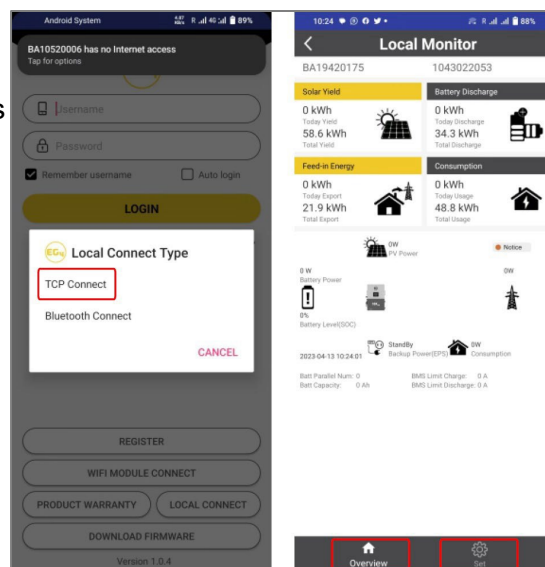 s
Android System
4.97 KB/s R 4G 89%
BA10520006 has no Internet access
Tap for options
Username
Password
Remember username
Auto login
LOGIN
EG4
Local Connect Type
TCP Connect
Bluetooth Connect
CANCEL
REGISTER
WIFI MODULE CONNECT
PRODUCT WARRANTY
LOCAL CONNECT
DOWNLOAD FIRMWARE
Version 1.0.4
10:24
R 88%
Local Monitor
BA19420175
1043022053
Solar Yield
0 kWh
Today Yield
58.6 kWh
Total Yield
Battery Discharge
0 kWh
Today Discharge
34.3 kWh
Total Discharge
Feed-in Energy
0 kWh
Today Export
21.9 kWh
Total Export
Consumption
0 kWh
Today Usage
48.8 kWh
Total Usage
0W
PV Power
Notice
0 W
Battery Power
0W
0%
Battery Level(SOC)
2023-04-13 10:24:01
StandBy
Backup Power(EPS)
0W
Consumption
Batt Parallel Num: 0
BMS Limit Charge: 0 A
Batt Capacity: 0 Ah
BMS Limit Discharge: 0 A
Overview
Set